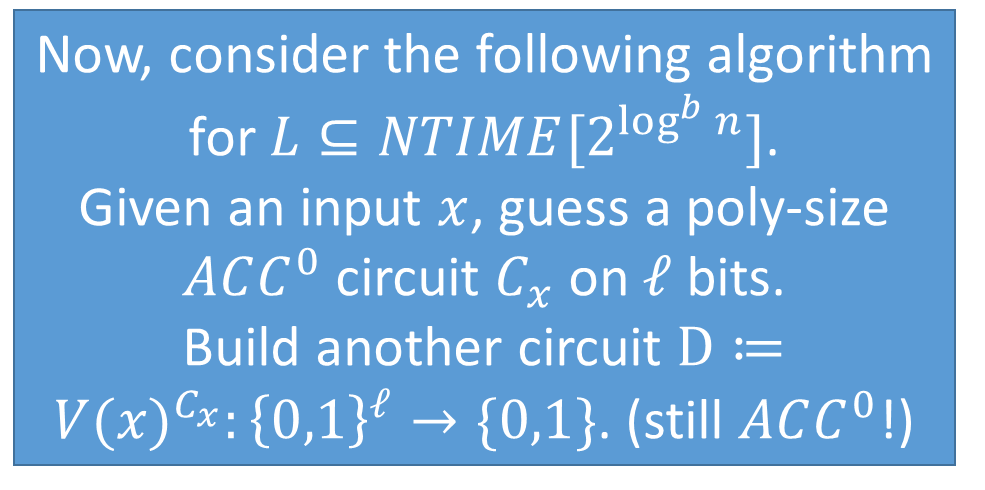 Now, consider the following algorithm
for L ⊆ NTIME[2^{log^b n}].
Given an input x, guess a poly-size
ACC^0 circuit C_x on ℓ bits.
Build another circuit D ≔
V(x)^{C_x}: {0,1}^ℓ → {0,1}. (still ACC^0!)